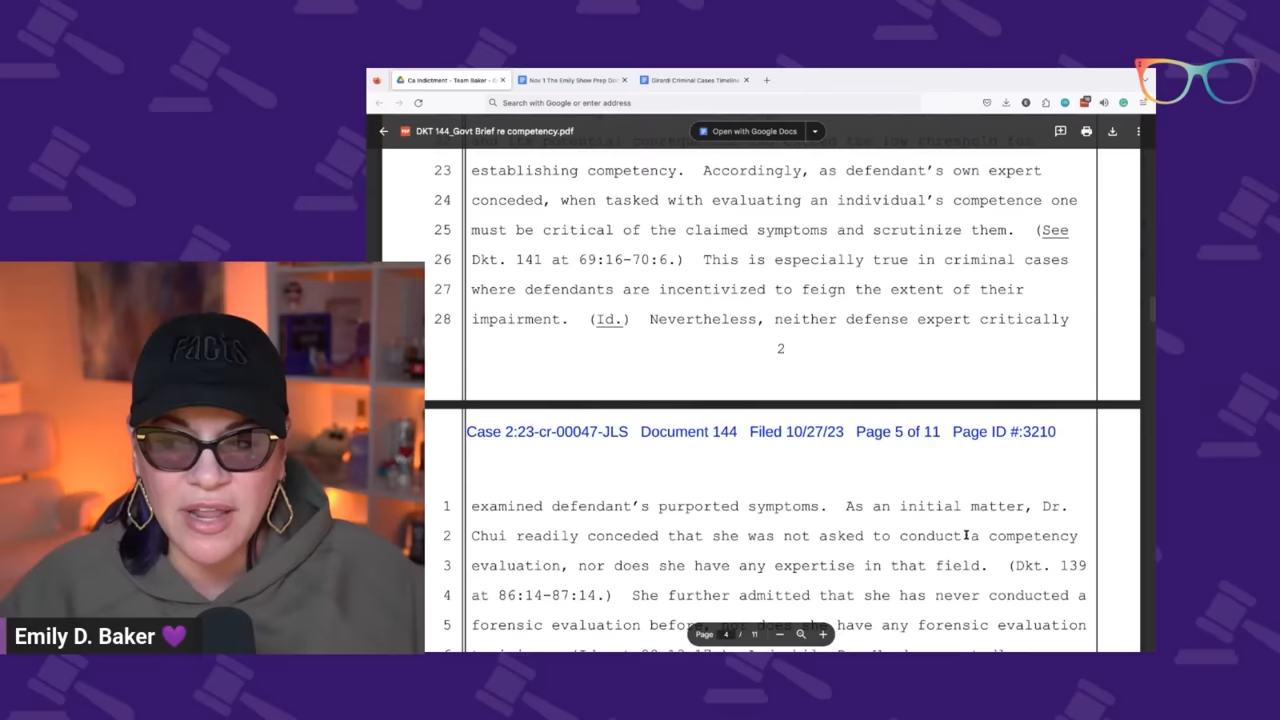 Ca Indictment - Team Baker -
Nov 1 The Emily Show Prep Do
Girardi Criminal Cases Timeline
Search with Google or enter address
DKT 144_Govt Brief re competency.pdf
Open with Google Docs
23 establishing competency. Accordingly, as defendant's own expert
24 conceded, when tasked with evaluating an individual's competence one
25 must be critical of the claimed symptoms and scrutinize them. (See
26 Dkt. 141 at 69:16-70:6.) This is especially true in criminal cases
27 where defendants are incentivized to feign the extent of their
28 impairment. (Id.) Nevertheless, neither defense expert critically
2
Case 2:23-cr-00047-JLS Document 144 Filed 10/27/23 Page 5 of 11 Page ID #:3210
1 examined defendant's purported symptoms. As an initial matter, Dr.
2 Chui readily conceded that she was not asked to conduct a competency
3 evaluation, nor does she have any expertise in that field. (Dkt. 139
4 at 86:14-87:14.) She further admitted that she has never conducted a
5 forensic evaluation before, nor does she have any forensic evaluation
Page 4 / 11
FACTS
Emily D. Baker 💜